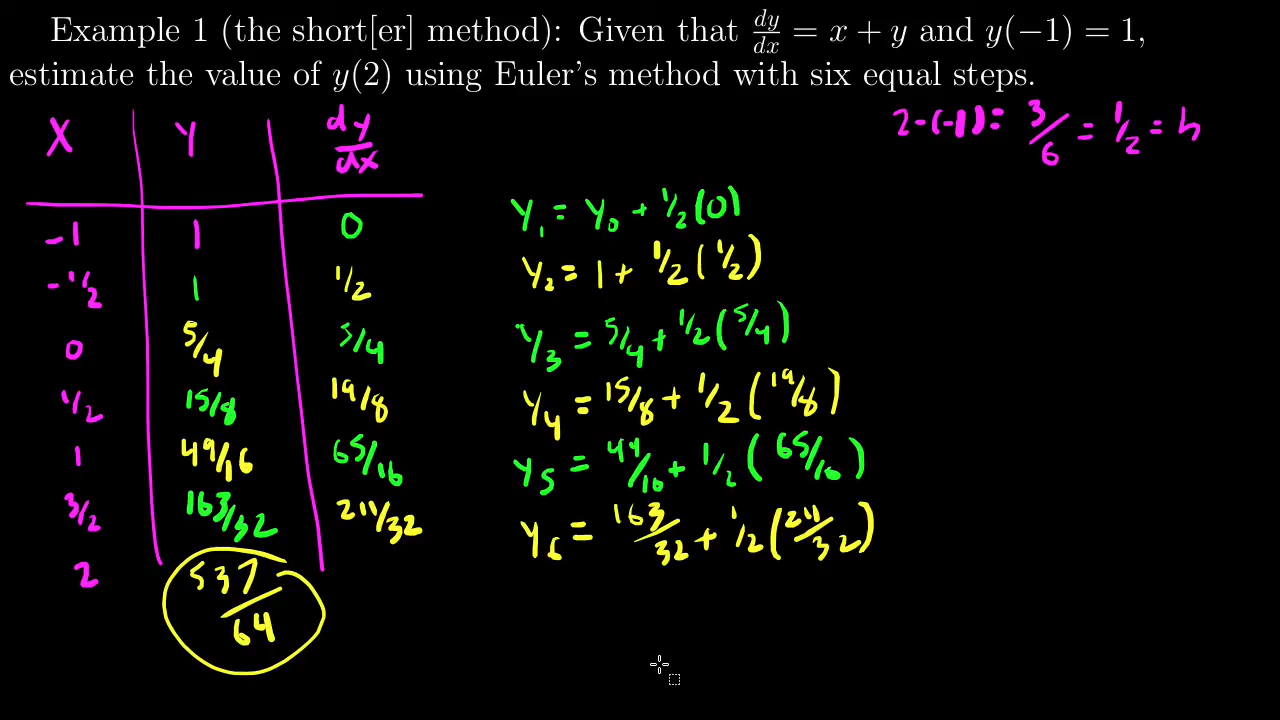 Example 1 (the short[er] method): Given that dy/dx = x + y and y(−1) = 1,
estimate the value of y(2) using Euler's method with six equal steps.
2-(-1) = 3/6 = 1/2 = h
X Y dy/dx
-1 1 0
-1/2 1 1/2
0 5/4 5/4
1/2 15/8 19/8
1 49/16 65/16
3/2 163/32 211/32
2 537/64
Y₁ = Y₀ + 1/2(0)
Y₂ = 1 + 1/2(1/2)
Y₃ = 5/4 + 1/2(5/4)
Y₄ = 15/8 + 1/2(19/8)
Y₅ = 49/16 + 1/2(65/16)
Y₆ = 163/32 + 1/2(211/32)